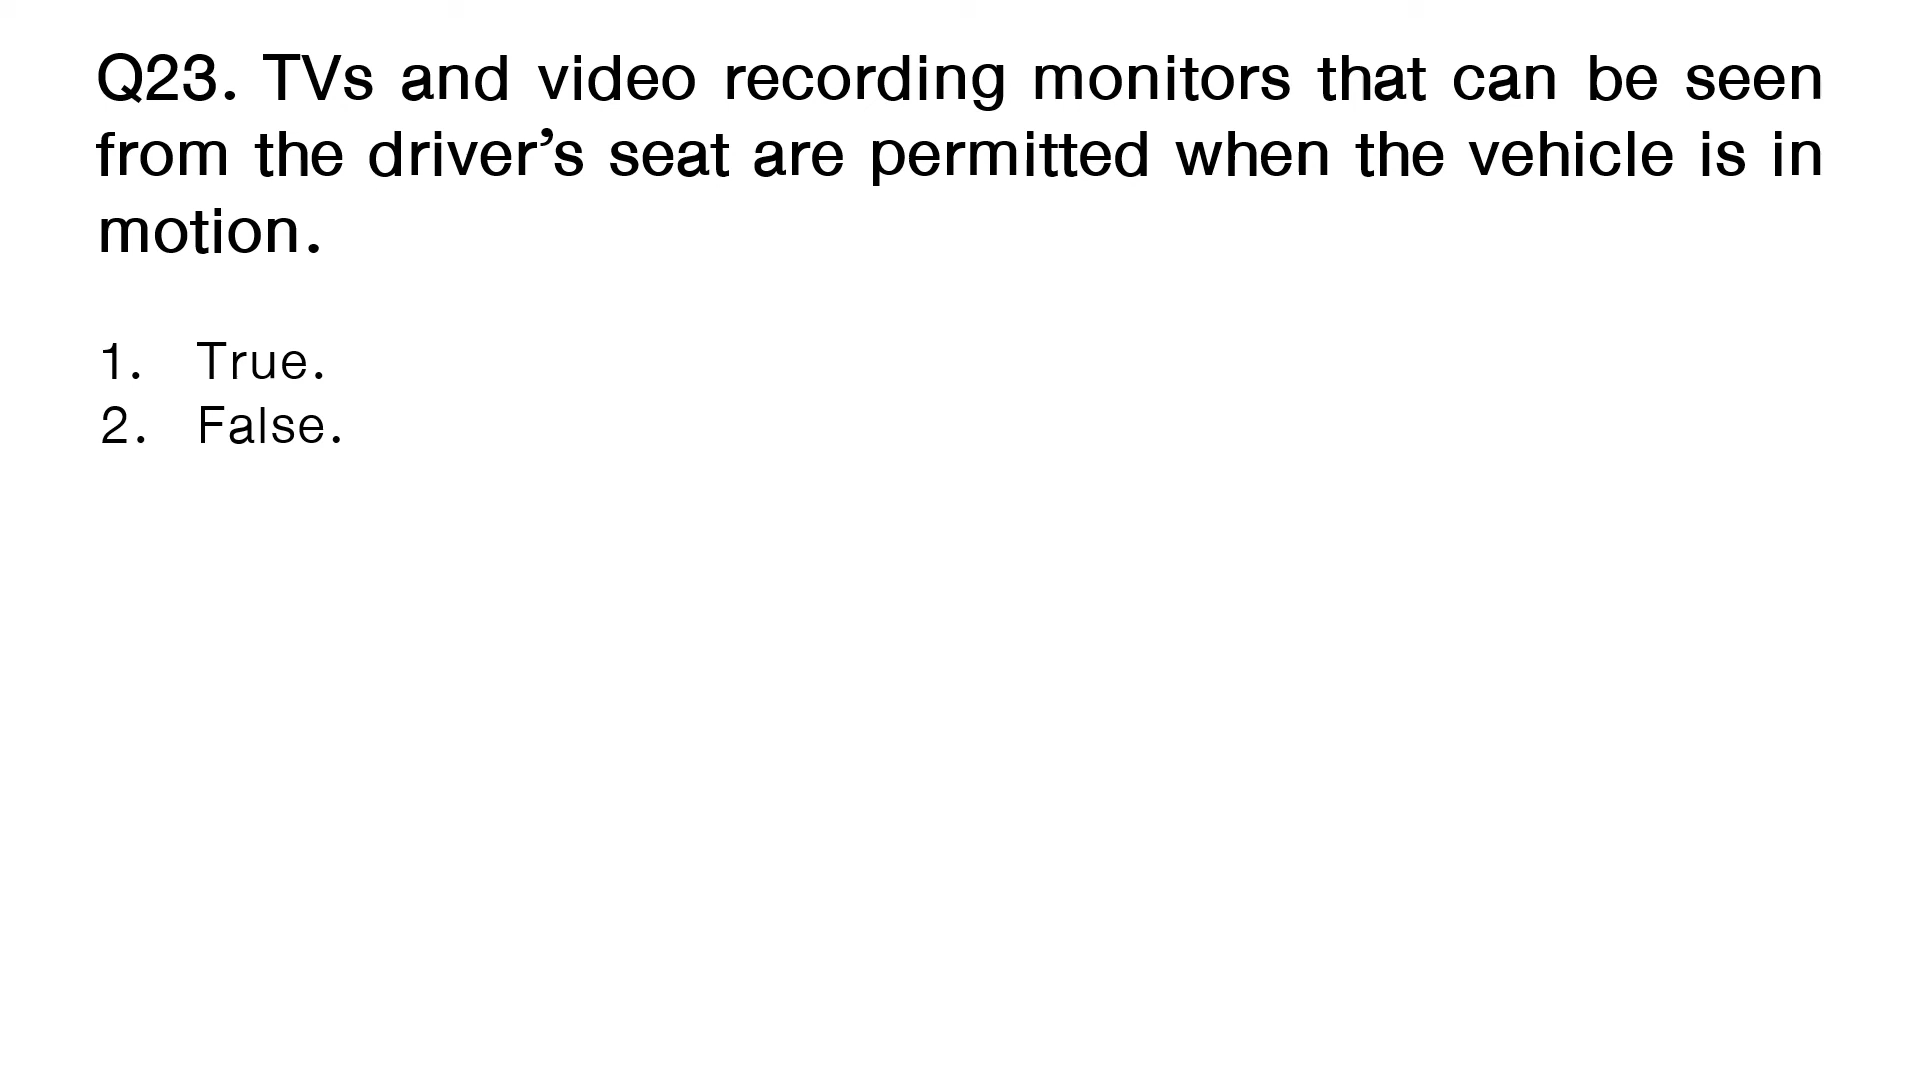 Q23. TVs and video recording monitors that can be seen
from the driver’s seat are permitted when the vehicle is in
motion.
1. True.
2. False.